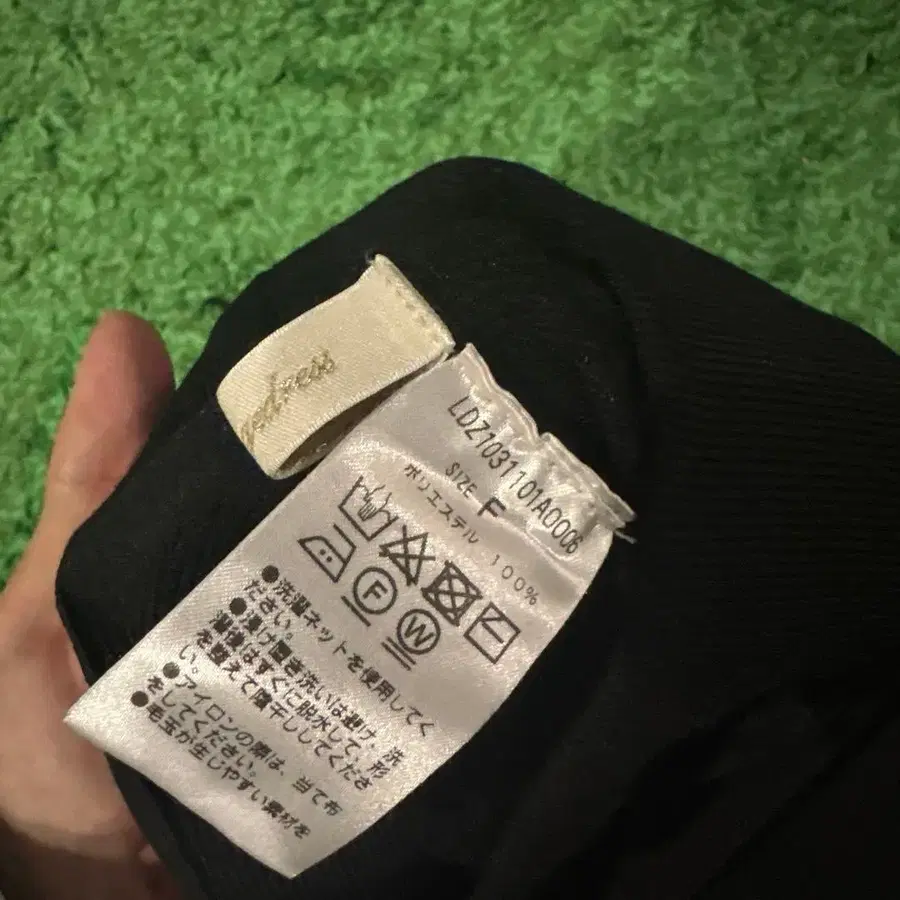 LDZ1031101A0006
SIZE F
ポリエステル 100%
F W
●洗濯ネットを使用してく
ださい。
●漬け置き洗いは避け、洗
濯後はすぐに脱水して、形
を整えて陰干ししてくださ
い。
●アイロンの際は、当て布
をしてください。
●毛玉が生じやすい素材を